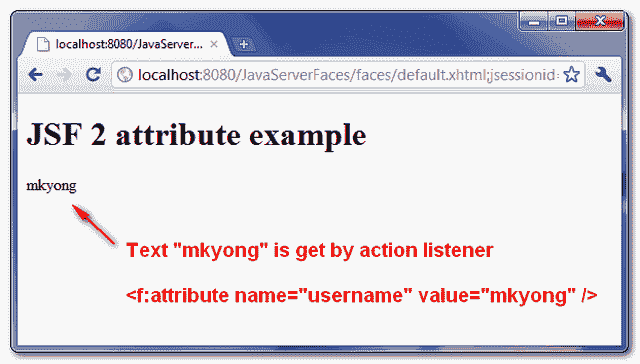 localhost:8080/JavaServer...
localhost:8080/JavaServerFaces/faces/default.xhtml;jsessionid=
JSF 2 attribute example
mkyong
Text "mkyong" is get by action listener
<f:attribute name="username" value="mkyong" />